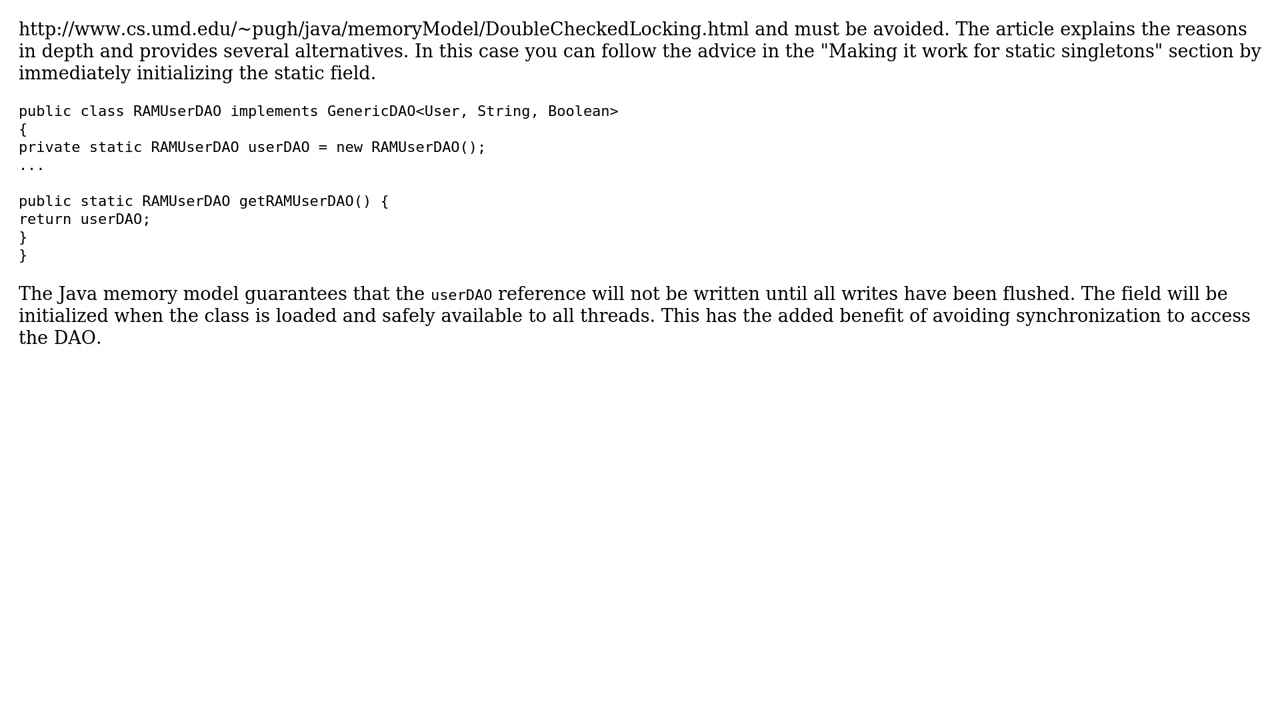 http://www.cs.umd.edu/~pugh/java/memoryModel/DoubleCheckedLocking.html and must be avoided. The article explains the reasons
in depth and provides several alternatives. In this case you can follow the advice in the "Making it work for static singletons" section by
immediately initializing the static field.
public class RAMUserDAO implements GenericDAO<User, String, Boolean>
{
private static RAMUserDAO userDAO = new RAMUserDAO();
...
public static RAMUserDAO getRAMUserDAO() {
return userDAO;
}
}
The Java memory model guarantees that the userDAO reference will not be written until all writes have been flushed. The field will be
initialized when the class is loaded and safely available to all threads. This has the added benefit of avoiding synchronization to access
the DAO.